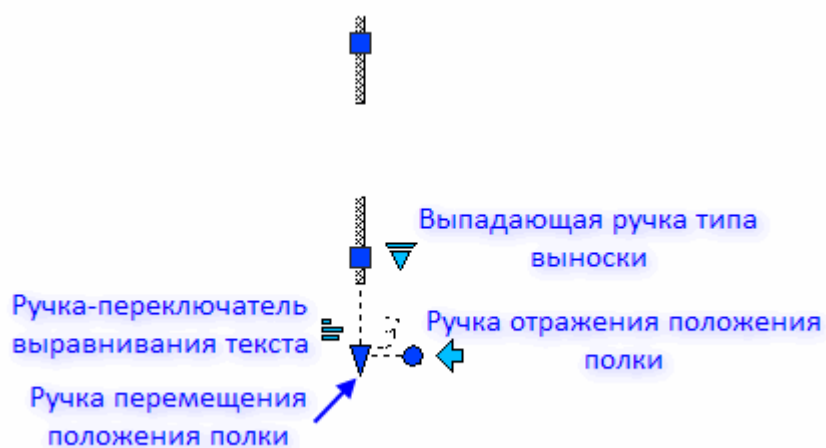 Выпадающая ручка типа
выноски
Ручка-переключатель
выравнивания текста
Ручка отражения положения
полки
Ручка перемещения
положения полки